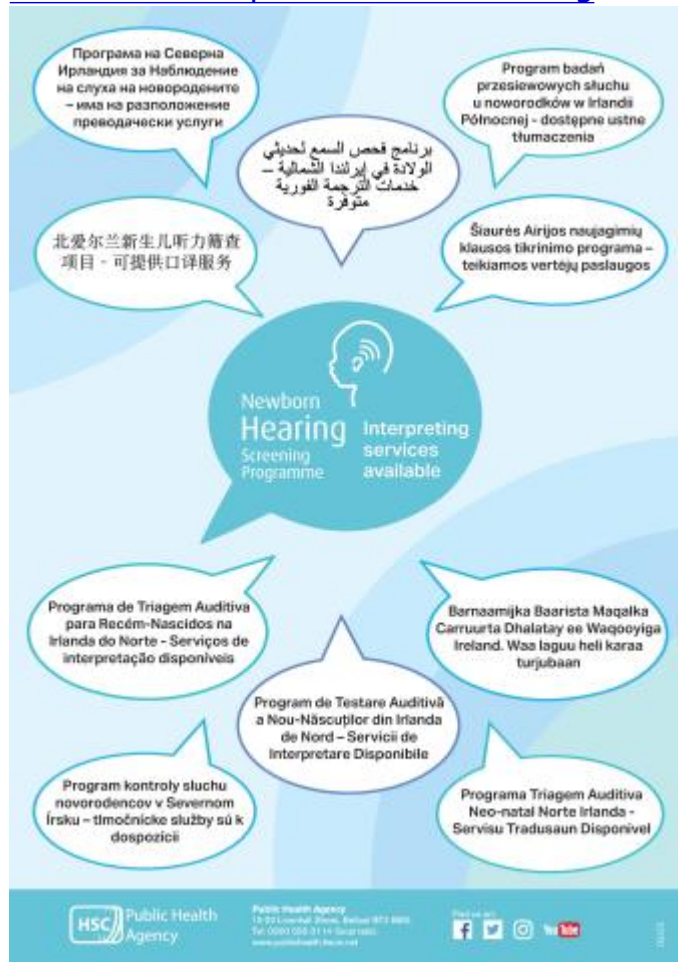 Програма на Северна
Ирландия за Наблюдение
на слуха на новородените
– има на разположение
преводачески услуги
Program badań
przesiewowych słuchu
u noworodków w Irlandii
Północnej - dostępne ustne
tłumaczenia
برنامج فحص السمع لحديثي
الولادة في إيرلندا الشمالية –
خدمات الترجمة الفورية
متوفرة
北爱尔兰新生儿听力筛查
项目 - 可提供口译服务
Šiaurės Airijos naujagimių
klausos tikrinimo programa –
teikiamos vertėjų paslaugos
Newborn
Hearing
Screening
Programme
Interpreting
services
available
Programa de Triagem Auditiva
para Recém-Nascidos na
Irlanda do Norte - Serviços de
interpretação disponíveis
Barnaamijka Baarista Maqalka
Carruurta Dhalatay ee Waqooyiga
Ireland. Waa laguu heli karaa
turjubaan
Program de Testare Auditivă
a Nou-Născuților din Irlanda
de Nord – Servicii de
Interpretare Disponibile
Program kontroly sluchu
novorodencov v Severnom
Írsku – tlmočnícke služby sú k
dispozícii
Programa Triagem Auditiva
Neo-natal Norte Irlanda -
Servisu Tradusaun Disponivel
HSC
Public Health
Agency
Public Health Agency
Find us on:
YouTube